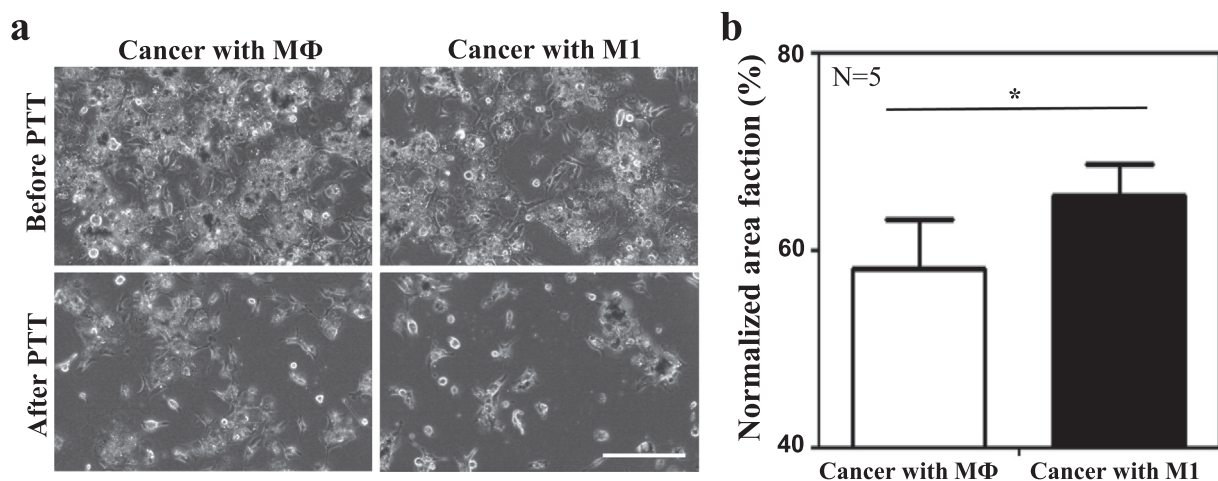 a
Cancer with MΦ
Cancer with M1
Before PTT
After PTT
b
Normalized area faction (%)
80
60
40
N=5
*
Cancer with MΦ
Cancer with M1